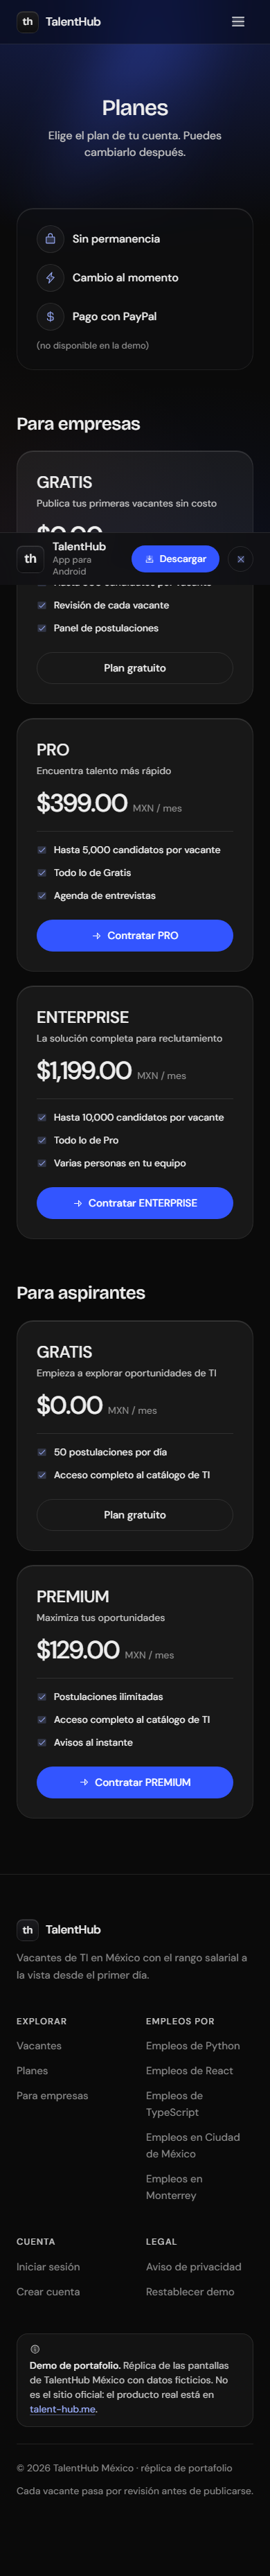 th TalentHub
Planes
Elige el plan de tu cuenta. Puedes
cambiarlo después.
Sin permanencia
Cambio al momento
Pago con PayPal
(no disponible en la demo)
Para empresas
GRATIS
Publica tus primeras vacantes sin costo
th
TalentHub
App para
Android
Descargar
Revisión de cada vacante
Panel de postulaciones
Plan gratuito
PRO
Encuentra talento más rápido
$399.00 MXN / mes
Hasta 5,000 candidatos por vacante
Todo lo de Gratis
Agenda de entrevistas
Contratar PRO
ENTERPRISE
La solución completa para reclutamiento
$1,199.00 MXN / mes
Hasta 10,000 candidatos por vacante
Todo lo de Pro
Varias personas en tu equipo
Contratar ENTERPRISE
Para aspirantes
GRATIS
Empieza a explorar oportunidades de TI
$0.00 MXN / mes
50 postulaciones por día
Acceso completo al catálogo de TI
Plan gratuito
PREMIUM
Maximiza tus oportunidades
$129.00 MXN / mes
Postulaciones ilimitadas
Acceso completo al catálogo de TI
Avisos al instante
Contratar PREMIUM
th TalentHub
Vacantes de TI en México con el rango salarial a
la vista desde el primer día.
EXPLORAR
Vacantes
Planes
Para empresas
EMPLEOS POR
Empleos de Python
Empleos de React
Empleos de
TypeScript
Empleos en Ciudad
de México
Empleos en
Monterrey
CUENTA
Iniciar sesión
Crear cuenta
LEGAL
Aviso de privacidad
Restablecer demo
Demo de portafolio. Réplica de las pantallas
de TalentHub México con datos ficticios. No
es el sitio oficial: el producto real está en
talent-hub.me.
© 2026 TalentHub México · réplica de portafolio
Cada vacante pasa por revisión antes de publicarse.